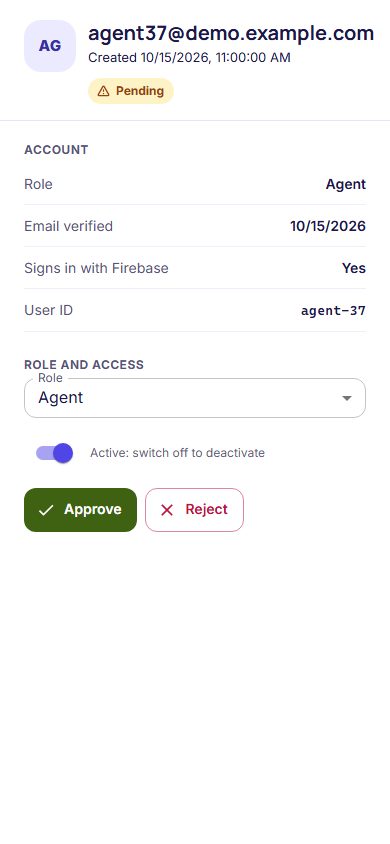 AG
agent37@demo.example.com
Created 10/15/2026, 11:00:00 AM
Pending
ACCOUNT
Role Agent
Email verified 10/15/2026
Signs in with Firebase Yes
User ID agent-37
ROLE AND ACCESS
Role
Agent
Active: switch off to deactivate
Approve Reject